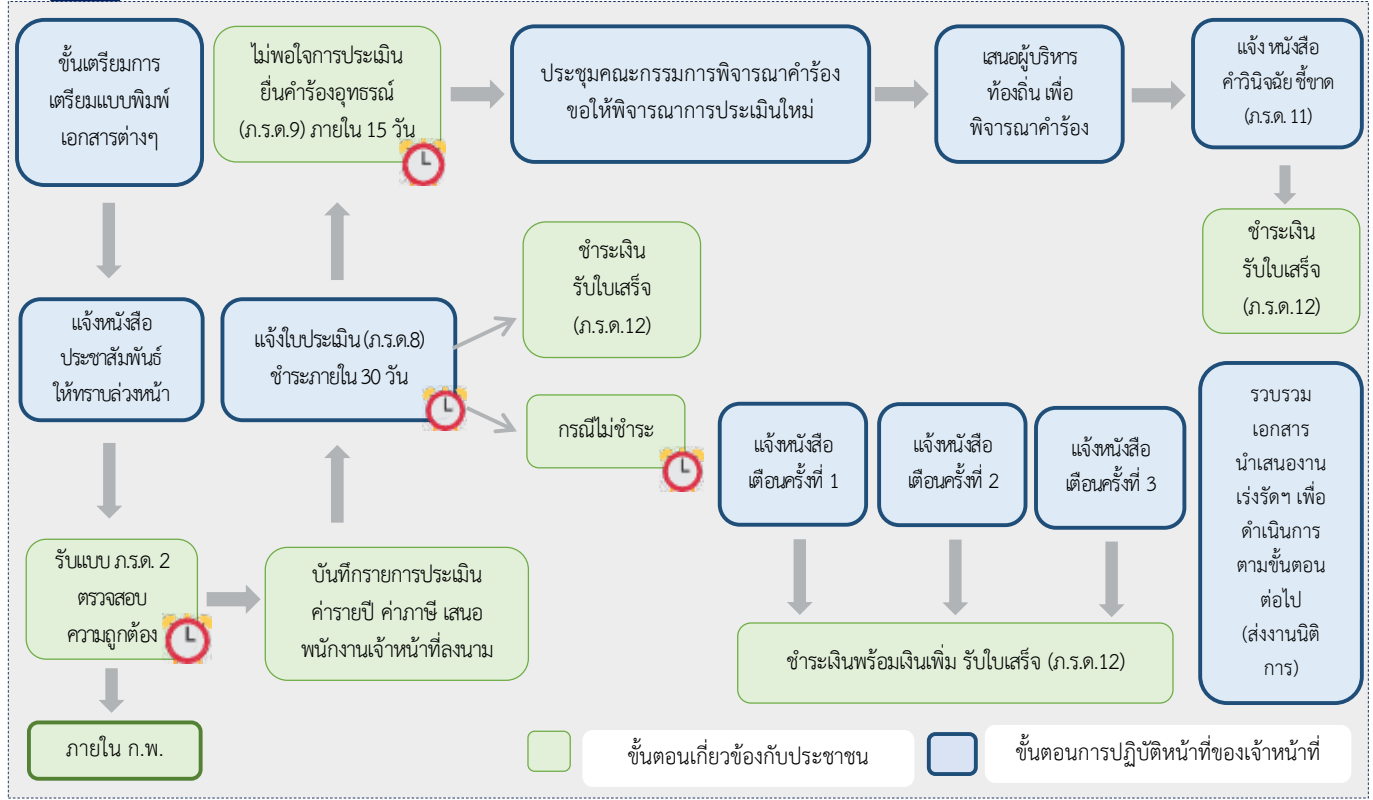 ขั้นเตรียมการ
เตรียมแบบพิมพ์
เอกสารต่างๆ
ไม่พอใจการประเมิน
ยื่นคำร้องอุทธรณ์
(ภ.ร.ด.9) ภายใน 15 วัน
ประชุมคณะกรรมการพิจารณาคำร้อง
ขอให้พิจารณาการประเมินใหม่
เสนอผู้บริหาร
ท้องถิ่น เพื่อ
พิจารณาคำร้อง
แจ้ง หนังสือ
คำวินิจฉัย ชี้ขาด
(ภ.ร.ด. 11)
ชำระเงิน
รับใบเสร็จ
(ภ.ร.ด.12)
แจ้งหนังสือ
ประชาสัมพันธ์
ให้ทราบล่วงหน้า
แจ้งใบประเมิน (ภ.ร.ด.8)
ชำระภายใน 30 วัน
ชำระเงิน
รับใบเสร็จ
(ภ.ร.ด.12)
กรณีไม่ชำระ
แจ้งหนังสือ
เตือนครั้งที่ 1
แจ้งหนังสือ
เตือนครั้งที่ 2
แจ้งหนังสือ
เตือนครั้งที่ 3
รวบรวม
เอกสาร
นำเสนองาน
เร่งรัดฯ เพื่อ
ดำเนินการ
ตามขั้นตอน
ต่อไป
(ส่งงานนิติ
การ)
รับแบบ ภ.ร.ด. 2
ตรวจสอบ
ความถูกต้อง
บันทึกรายการประเมิน
ค่ารายปี ค่าภาษี เสนอ
พนักงานเจ้าหน้าที่ลงนาม
ชำระเงินพร้อมเงินเพิ่ม รับใบเสร็จ (ภ.ร.ด.12)
ภายใน ก.พ.
ขั้นตอนเกี่ยวข้องกับประชาชน
ขั้นตอนการปฏิบัติหน้าที่ของเจ้าหน้าที่